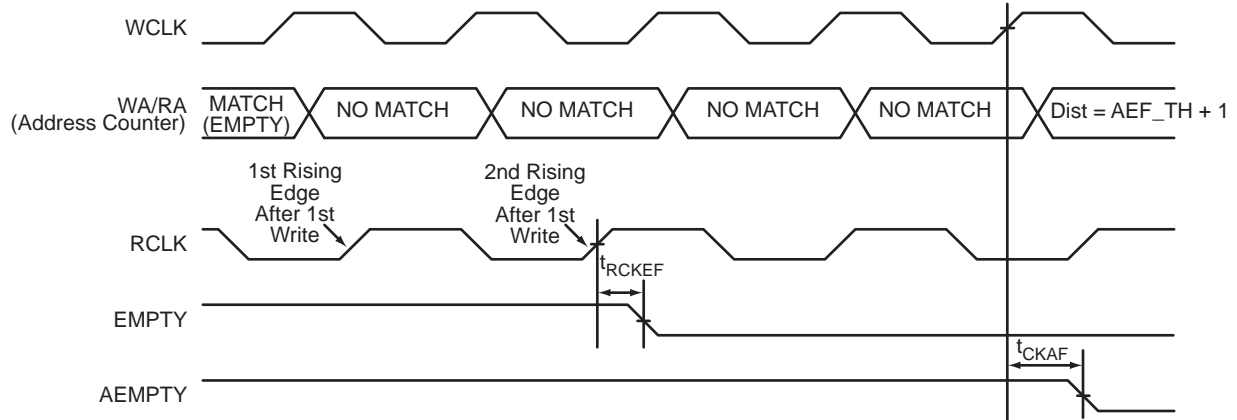 WCLK
WA/RA
(Address Counter)
MATCH
(EMPTY)
NO MATCH
NO MATCH
NO MATCH
NO MATCH
Dist = AEF_TH + 1
1st Rising
Edge
After 1st
Write
2nd Rising
Edge
After 1st
Write
RCLK
tRCKEF
EMPTY
tCKAF
AEMPTY